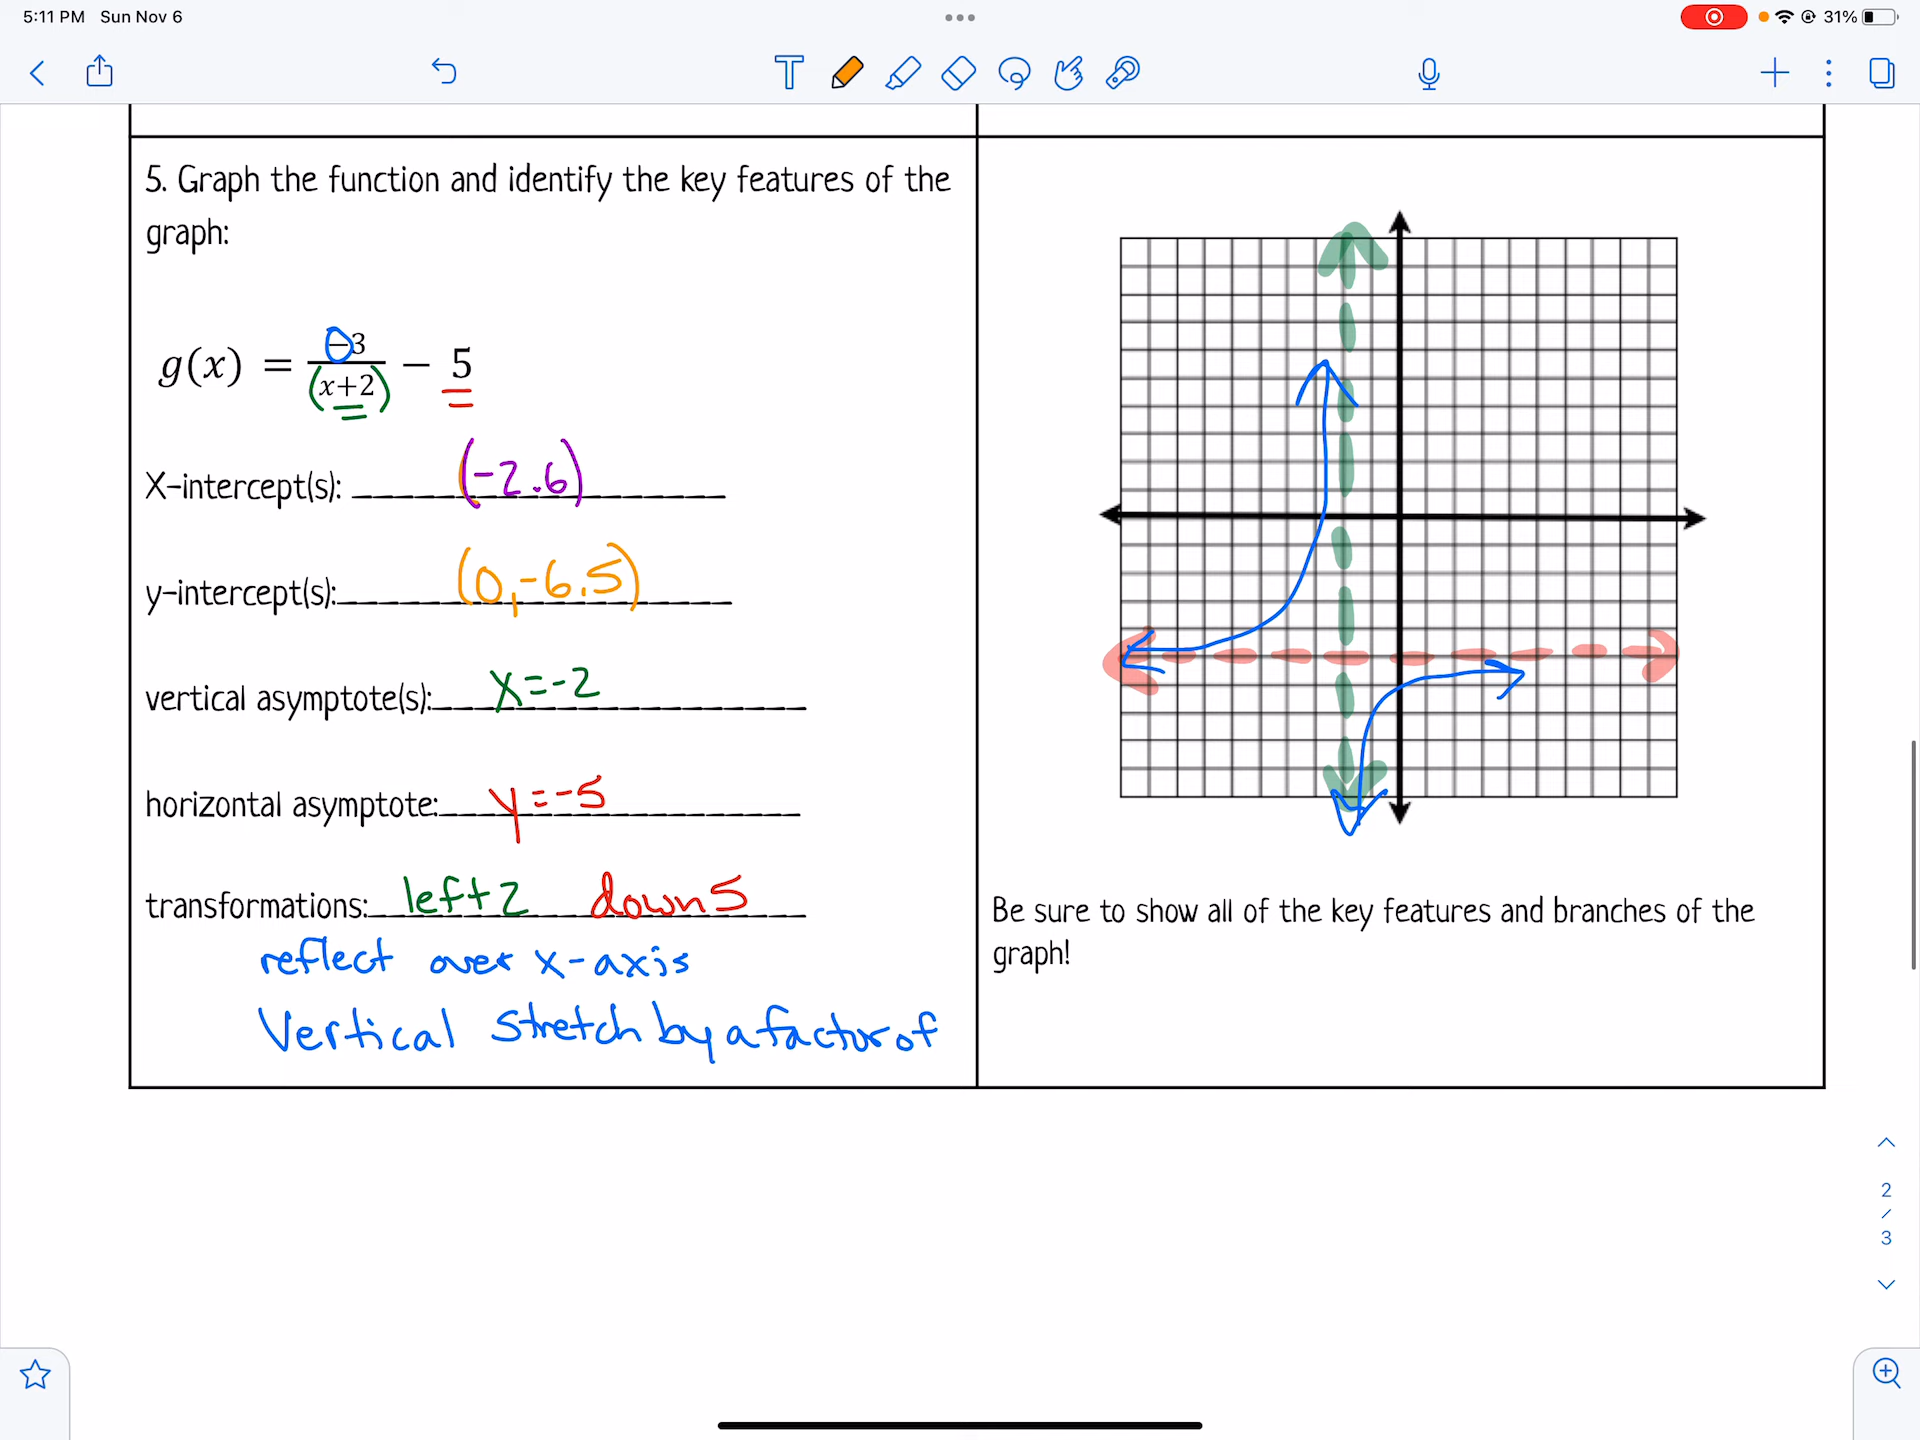 5:11 PM Sun Nov 6
31%
5. Graph the function and identify the key features of the
graph:
g(x) = −3/(x+2) − 5
X-intercept(s): (-2.6)
y-intercept(s): (0,-6.5)
vertical asymptote(s): x=-2
horizontal asymptote: y=-5
transformations: left 2 down 5
reflect over x-axis
Vertical Stretch by a factor of
Be sure to show all of the key features and branches of the
graph!
2
/
3